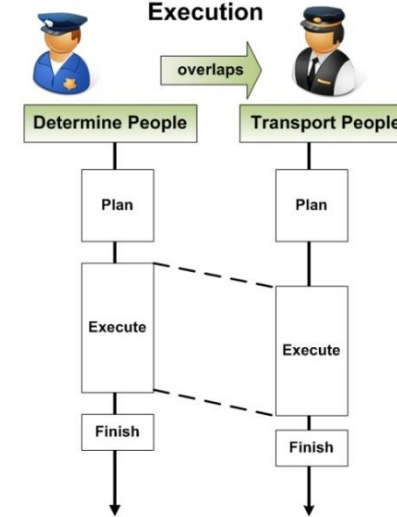 Execution
overlaps
Determine People
Transport People
Plan
Plan
Execute
Execute
Finish
Finish